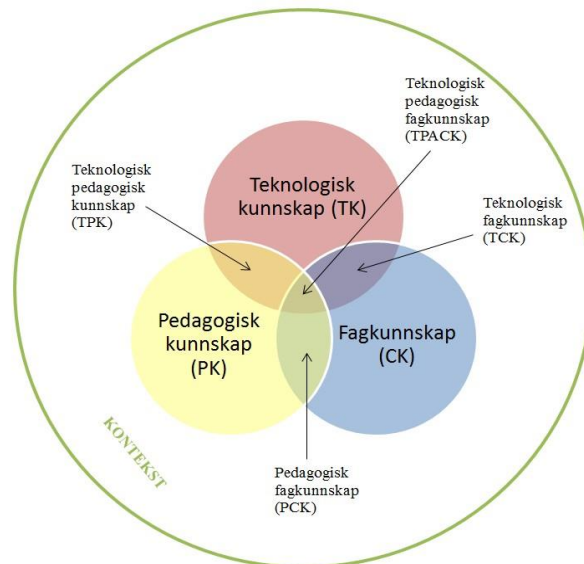 Teknologisk
pedagogisk
fagkunnskap
(TPACK)
Teknologisk
pedagogisk
kunnskap
(TPK)
Teknologisk
kunnskap (TK)
Teknologisk
fagkunnskap
(TCK)
Pedagogisk
kunnskap
(PK)
Fagkunnskap
(CK)
KONTEKST
Pedagogisk
fagkunnskap
(PCK)